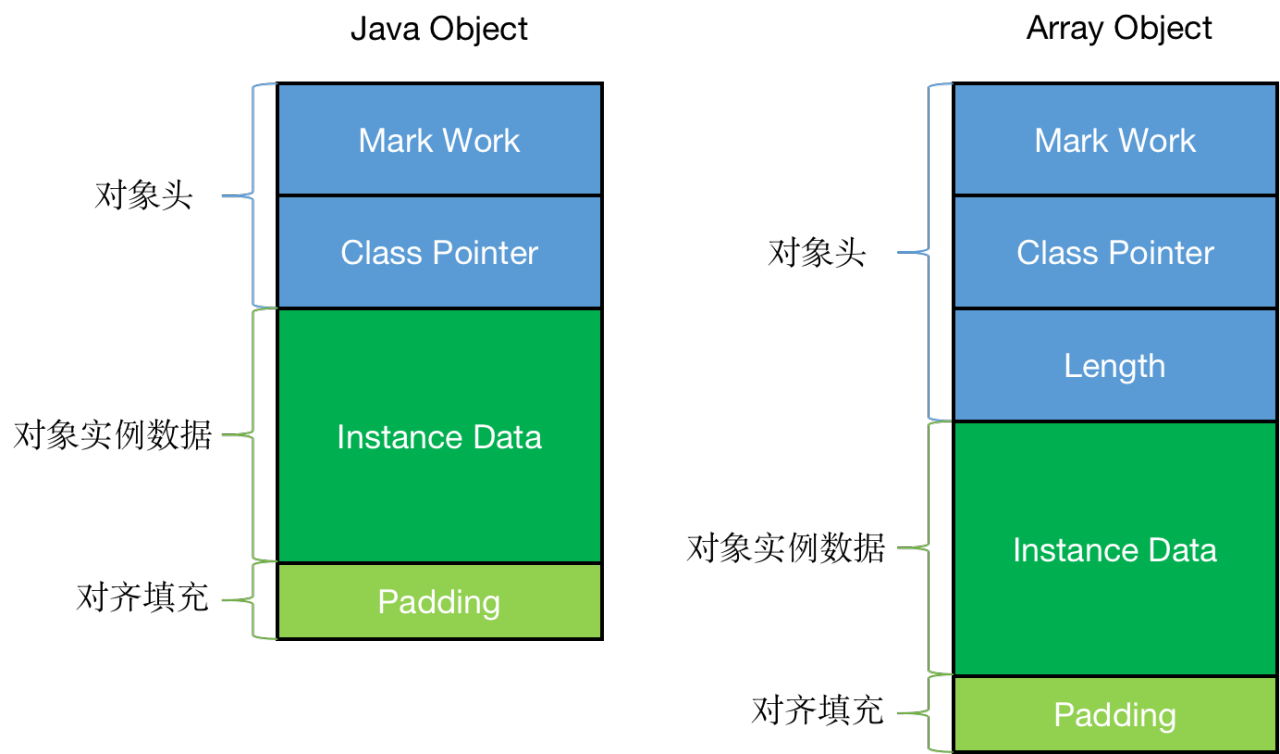 Java Object
对象头
Mark Work
Class Pointer
对象实例数据
Instance Data
对齐填充
Padding
Array Object
对象头
Mark Work
Class Pointer
Length
对象实例数据
Instance Data
对齐填充
Padding